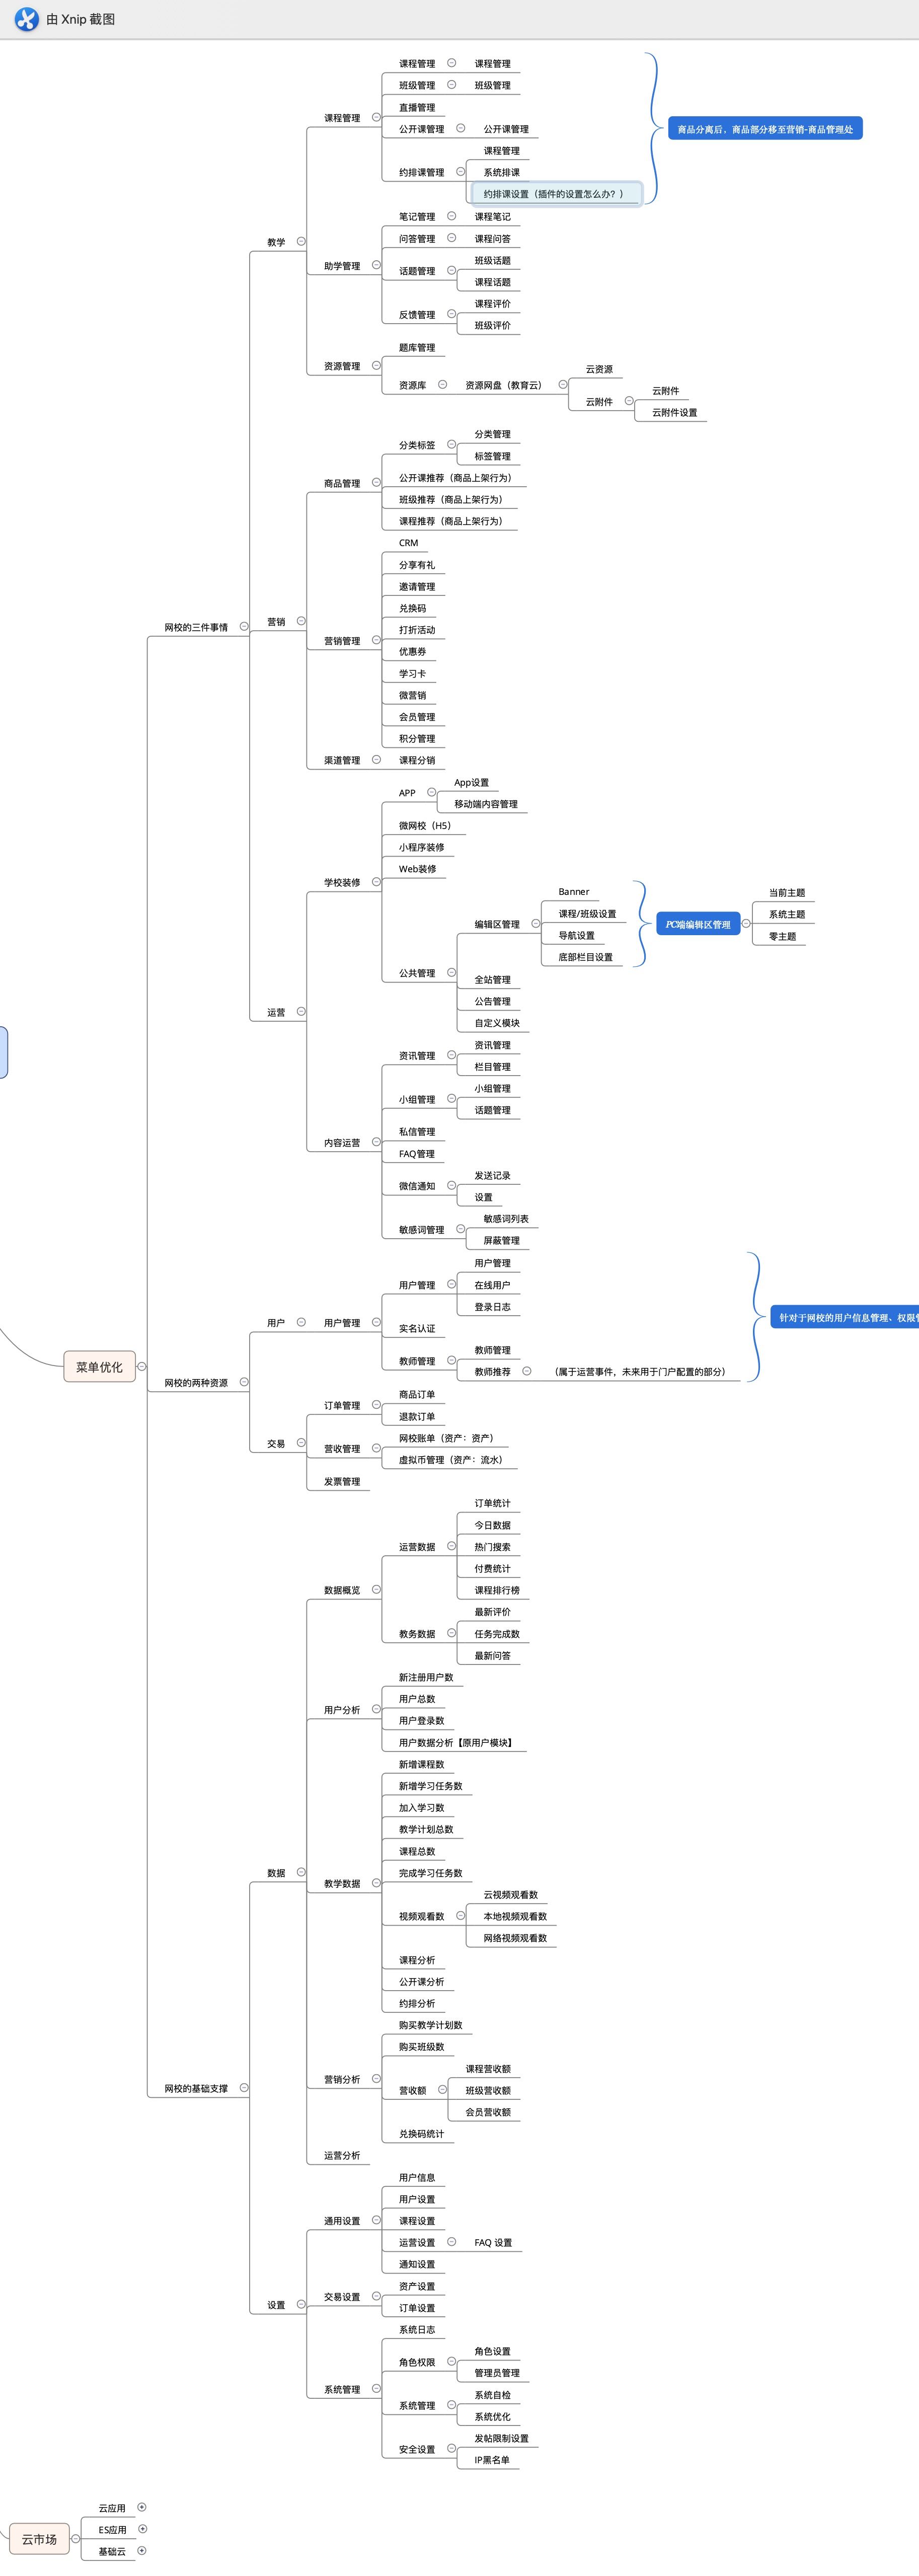 由 Xnip 截图
课程管理
课程管理
班级管理
班级管理
课程管理
直播管理
公开课管理
公开课管理
商品分离后，商品部分移至营销-商品管理处
约排课管理
课程管理
系统排课
约排课设置（插件的设置怎么办？）
教学
助学管理
笔记管理
课程笔记
问答管理
课程问答
话题管理
班级话题
课程话题
反馈管理
课程评价
班级评价
资源管理
题库管理
资源库
资源网盘（教育云）
云资源
云附件
云附件
云附件设置
网校的三件事情
营销
商品管理
分类标签
分类管理
标签管理
公开课推荐（商品上架行为）
班级推荐（商品上架行为）
课程推荐（商品上架行为）
营销管理
CRM
分享有礼
邀请管理
兑换码
打折活动
优惠券
学习卡
微营销
会员管理
积分管理
渠道管理
课程分销
运营
学校装修
APP
App设置
移动端内容管理
微网校（H5）
小程序装修
Web装修
公共管理
编辑区管理
Banner
课程/班级设置
导航设置
底部栏目设置
PC端编辑区管理
当前主题
系统主题
零主题
全站管理
公告管理
自定义模块
内容运营
资讯管理
资讯管理
栏目管理
小组管理
小组管理
话题管理
私信管理
FAQ管理
微信通知
发送记录
设置
敏感词管理
敏感词列表
屏蔽管理
菜单优化
网校的两种资源
用户
用户管理
用户管理
用户管理
在线用户
登录日志
实名认证
教师管理
教师管理
教师推荐
（属于运营事件，未来用于门户配置的部分）
针对于网校的用户信息管理、权限
交易
订单管理
商品订单
退款订单
营收管理
网校账单（资产：资产）
虚拟币管理（资产：流水）
发票管理
网校的基础支撑
数据
数据概览
运营数据
订单统计
今日数据
热门搜索
付费统计
课程排行榜
教务数据
最新评价
任务完成数
最新问答
用户分析
新注册用户数
用户总数
用户登录数
用户数据分析【原用户模块】
教学数据
新增课程数
新增学习任务数
加入学习数
教学计划总数
课程总数
完成学习任务数
视频观看数
云视频观看数
本地视频观看数
网络视频观看数
课程分析
公开课分析
约排分析
营销分析
购买教学计划数
购买班级数
营收额
课程营收额
班级营收额
会员营收额
兑换码统计
运营分析
设置
通用设置
用户信息
用户设置
课程设置
运营设置
FAQ 设置
通知设置
交易设置
资产设置
订单设置
系统管理
系统日志
角色权限
角色设置
管理员管理
系统管理
系统自检
系统优化
安全设置
发帖限制设置
IP黑名单
云市场
云应用
ES应用
基础云